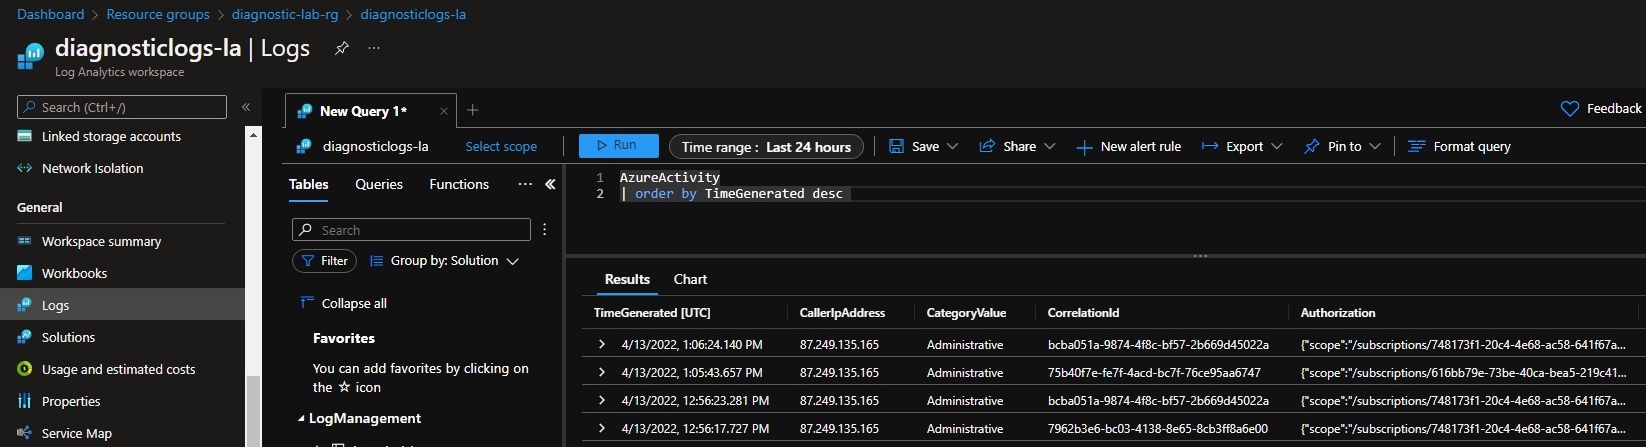 Dashboard > Resource groups > diagnostic-lab-rg > diagnosticlogs-la
diagnosticlogs-la | Logs ...
Log Analytics workspace
Search (Ctrl+/) «
Linked storage accounts
Network Isolation
General
Workspace summary
Workbooks
Logs
Solutions
Usage and estimated costs
Properties
Service Map
New Query 1* × +
Feedback
diagnosticlogs-la Select scope Run Time range : Last 24 hours Save Share New alert rule Export Pin to Format query
Tables Queries Functions ... «
Search
Filter Group by: Solution
Collapse all
Favorites
You can add favorites by clicking on
the ☆ icon
LogManagement
1 AzureActivity
2 | order by TimeGenerated desc
Results Chart
TimeGenerated [UTC] CallerIpAddress CategoryValue CorrelationId Authorization
> 4/13/2022, 1:06:24.140 PM 87.249.135.165 Administrative bcba051a-9874-4f8c-bf57-2b669d45022a {"scope":"/subscriptions/748173f1-20c4-4e68-ac58-641f67a...
> 4/13/2022, 1:05:43.657 PM 87.249.135.165 Administrative 75b40f7e-fe7f-4acd-bc7f-76ce95aa6747 {"scope":"/subscriptions/616bb79e-73be-40ca-bea5-219c41...
> 4/13/2022, 12:56:23.281 PM 87.249.135.165 Administrative bcba051a-9874-4f8c-bf57-2b669d45022a {"scope":"/subscriptions/748173f1-20c4-4e68-ac58-641f67a...
> 4/13/2022, 12:56:17.727 PM 87.249.135.165 Administrative 7962b3e6-bc03-4138-8e65-8cb3ff8a6e00 {"scope":"/subscriptions/748173f1-20c4-4e68-ac58-641f67a...